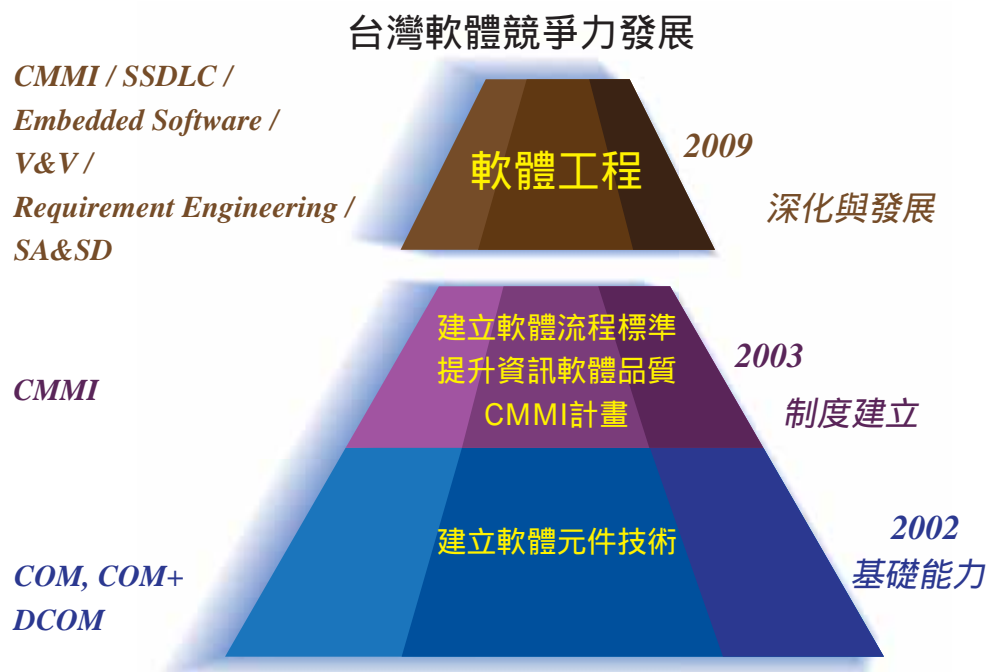 台灣軟體競爭力發展
CMMI / SSDLC /
Embedded Software /
V&V /
Requirement Engineering /
SA&SD
軟體工程
2009
深化與發展
CMMI
建立軟體流程標準
提升資訊軟體品質
CMMI計畫
2003
制度建立
COM, COM+
DCOM
建立軟體元件技術
2002
基礎能力